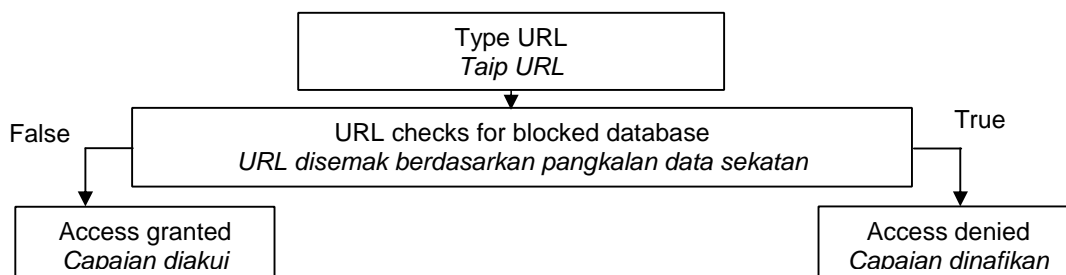 Type URL
Taip URL
False
URL checks for blocked database
True
URL disemak berdasarkan pangkalan data sekatan
Access granted
Capaian diakui
Access denied
Capaian dinafikan